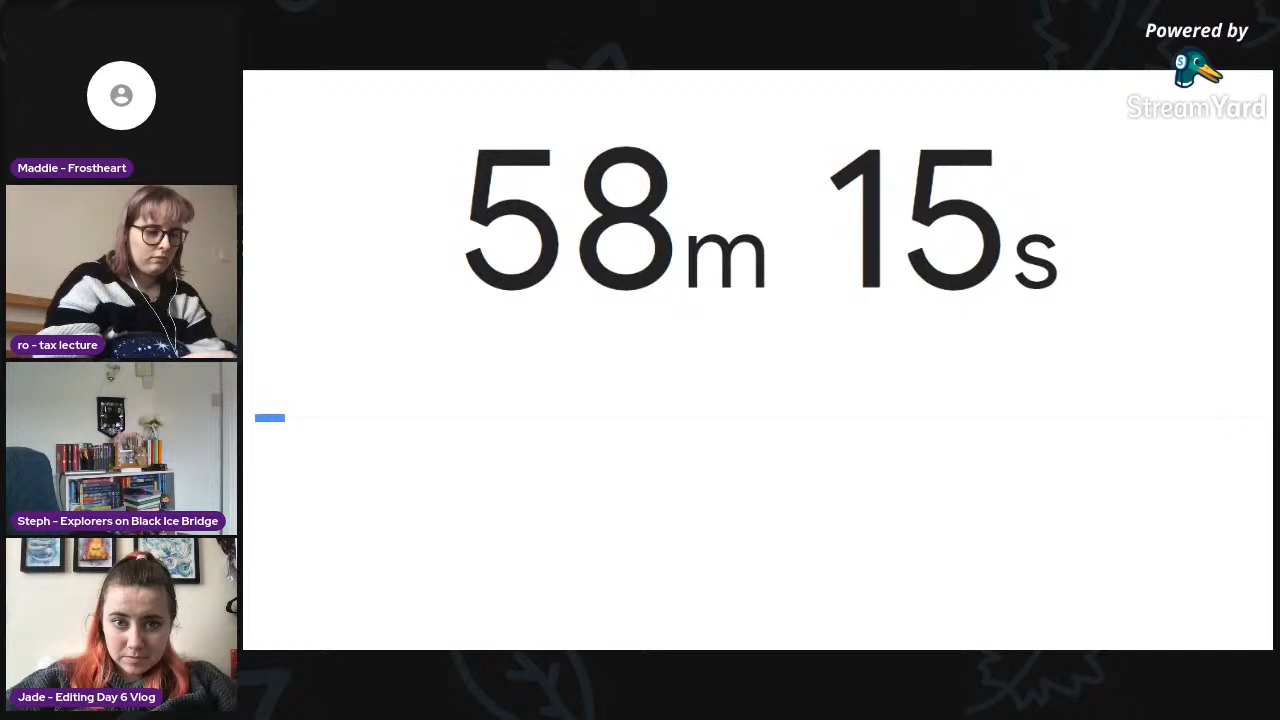 Powered by
StreamYard
Maddie - Frostheart
58m 15s
ro - tax lecture
Steph - Explorers on Black Ice Bridge
Jade - Editing Day 6 Vlog